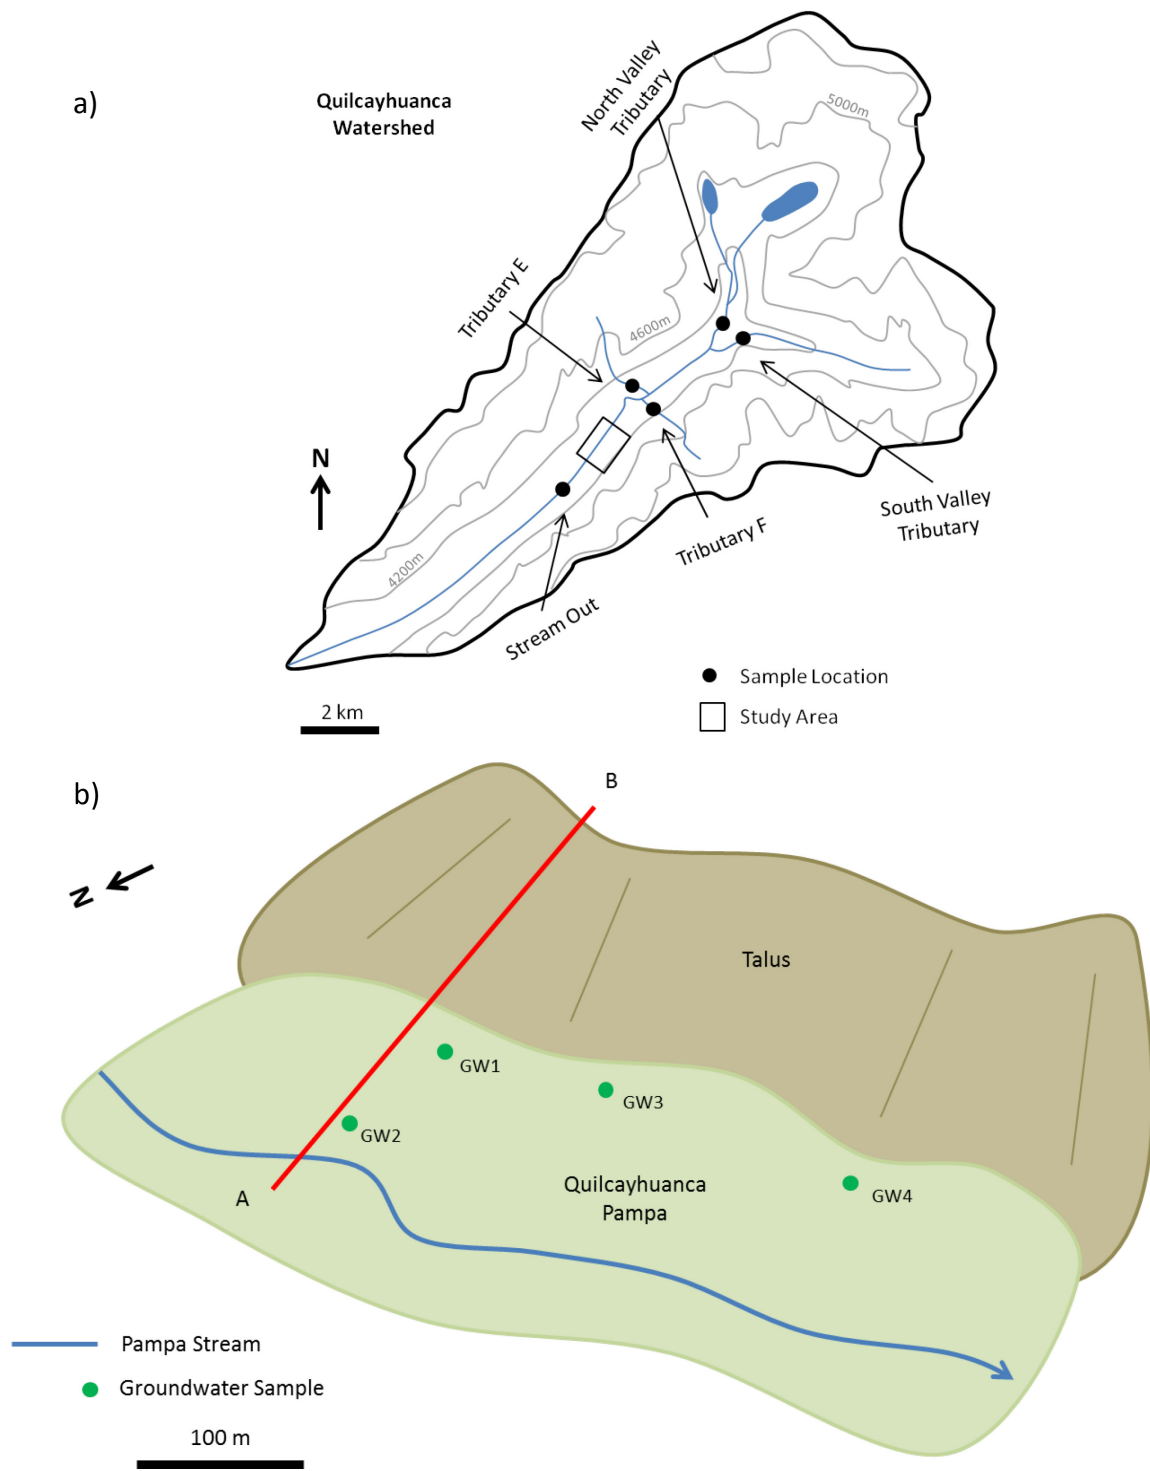 a)
Quilcayhuanca
Watershed
North Valley
Tributary
5000m
Tributary E
4600m
N
South Valley
Tributary
Tributary F
4200m
Stream Out
Sample Location
Study Area
2 km
b)
B
N
Talus
GW1
GW3
GW2
A
Quilcayhuanca
Pampa
GW4
Pampa Stream
Groundwater Sample
100 m